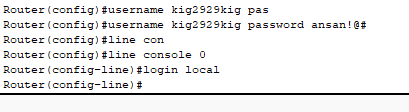 Router(config)#username kig2929kig pas
Router(config)#username kig2929kig password ansan!@#
Router(config)#line con
Router(config)#line console 0
Router(config-line)#login local
Router(config-line)#